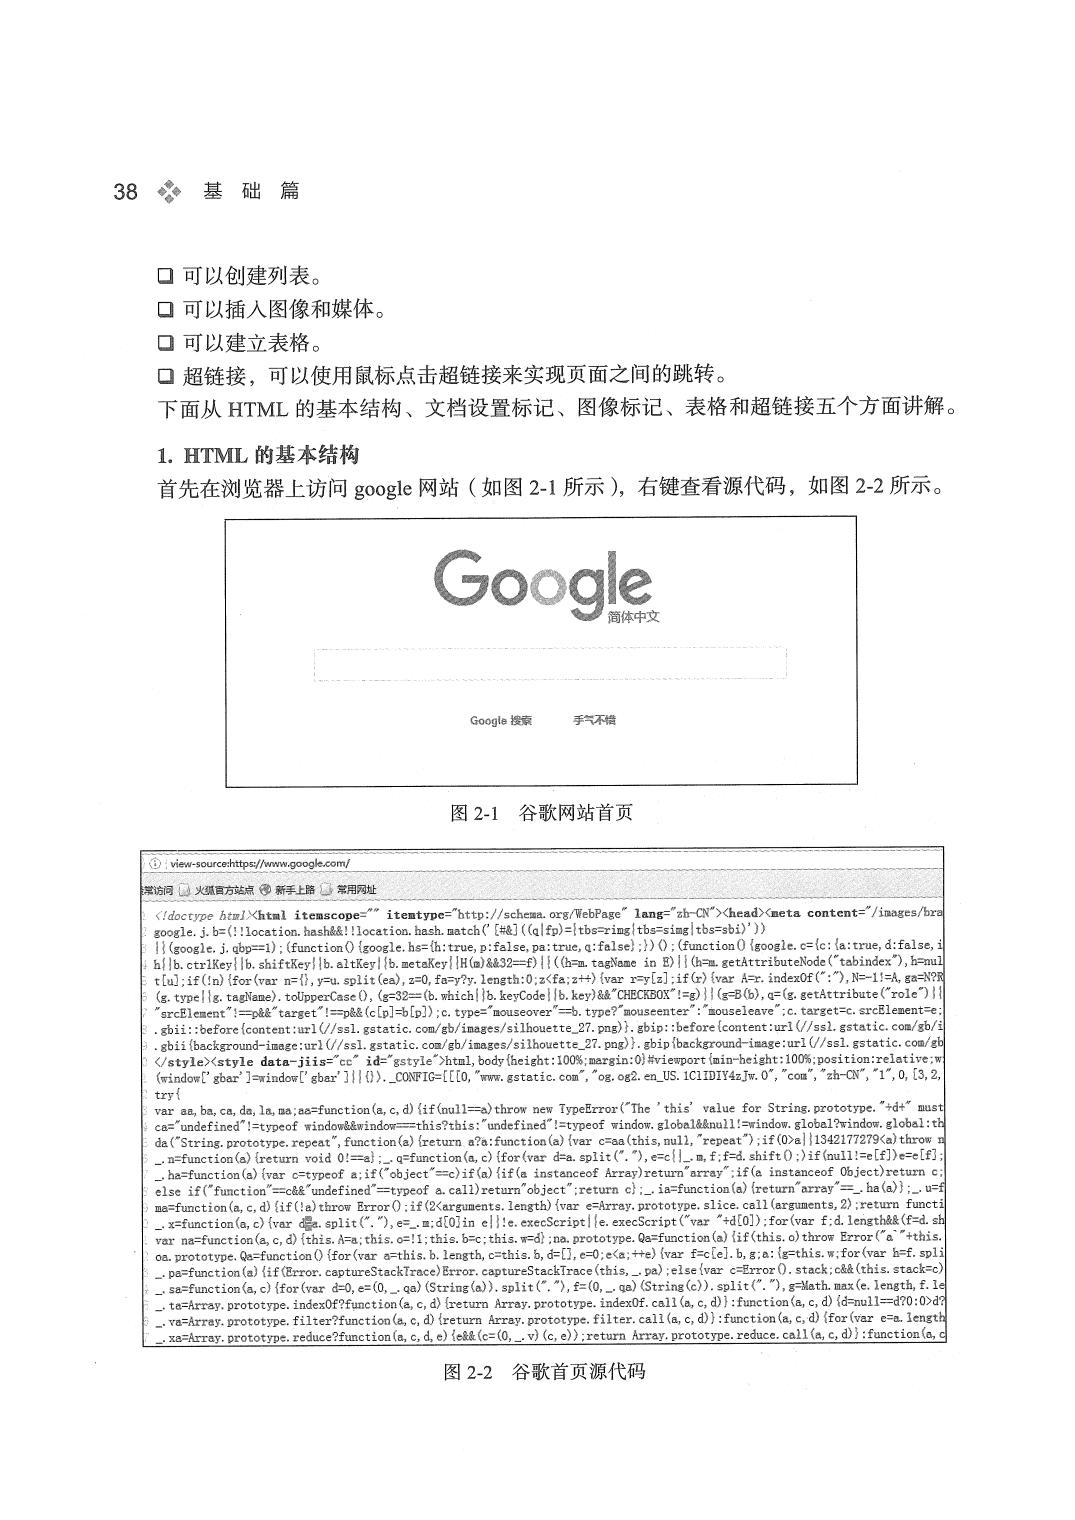 38 基 础 篇
❑ 可以创建列表。
❑ 可以插入图像和媒体。
❑ 可以建立表格。
❑ 超链接，可以使用鼠标点击超链接来实现页面之间的跳转。
下面从 HTML 的基本结构、文档设置标记、图像标记、表格和超链接五个方面讲解。
1. HTML 的基本结构
首先在浏览器上访问 google 网站（如图 2-1 所示），右键查看源代码，如图 2-2 所示。
Google
简体中文
Google 搜索 手气不错
图 2-1 谷歌网站首页
view-source:https://www.google.com/
常访问 火狐官方站点 新手上路 常用网址
<!doctype html><html itemscope="" itemtype="http://schema.org/WebPage" lang="zh-CN"><head><meta content="/images/bra
google.j.b=(!!location.hash&&!!location.hash.match('[#&]((q|fp)=|tbs=rimg|tbs=simg|tbs=sbi)'))
||(google.j.qbp==1);(function(){google.hs={h:true,p:false,pa:true,q:false};})();(function(){google.c={c:{a:true,d:false,i
h||b.ctrlKey||b.shiftKey||b.altKey||b.metaKey||H(m)&&32==f)||((h=m.tagName in E)||(h=m.getAttribute("tabindex"),h=nul
t[u];if(!n){for(var n={},y=u.split(ea),z=0,fa=y?y.length:0;z<fa;z++){var r=y[z];if(r){var A=r.indexOf(":"),N=-1!=A,ga=N?R
(g.type||g.tagName).toUpperCase(),(g=32==(b.which||b.keyCode||b.key)&&"CHECKBOX"!=g)||(g=B(b),q=(g.getAttribute("role")||
"srcElement"!==p&&"target"!==p&&(c[p]=b[p]);c.type="mouseover"==b.type?"mouseenter":"mouseleave";c.target=c.srcElement=e;
.gbii::before{content:url(//ssl.gstatic.com/gb/images/silhouette_27.png)}.gbip::before{content:url(//ssl.gstatic.com/gb/i
.gbii{background-image:url(//ssl.gstatic.com/gb/images/silhouette_27.png)}.gbip{background-image:url(//ssl.gstatic.com/gb
</style><style data-jiis="cc" id="gstyle">html,body{height:100%;margin:0}#viewport{min-height:100%;position:relative;w
(window['gbar']=window['gbar']||{})._CONFIG=[[[0,"www.gstatic.com","og.og2.en_US.1ClIDIY4zJw.O","com","zh-CN","1",0,[3,2,
try{
var aa,ba,ca,da,la,ma;aa=function(a,c,d){if(null==a)throw new TypeError("The 'this' value for String.prototype."+d+" must
ca="undefined"!=typeof window&&window===this?this:"undefined"!=typeof window.global&&null!=window.global?window.global:th
da("String.prototype.repeat",function(a){return a?a:function(a){var c=aa(this,null,"repeat");if(0>a||1342177279<a)throw n
_.n=function(a){return void 0!==a};_.q=function(a,c){for(var d=a.split("."),e=c||_.m,f;f=d.shift();)if(null!=e[f])e=e[f];
_.ha=function(a){var c=typeof a;if("object"==c)if(a){if(a instanceof Array)return"array";if(a instanceof Object)return c;
else if("function"==c&&"undefined"==typeof a.call)return"object";return c};_.ia=function(a){return"array"==_.ha(a)};_.u=f
ma=function(a,c,d){if(!a)throw Error();if(2<arguments.length){var e=Array.prototype.slice.call(arguments,2);return functi
_.x=function(a,c){var d=a.split("."),e=_.m;d[0]in e||!e.execScript||e.execScript("var "+d[0]);for(var f;d.length&&(f=d.sh
var na=function(a,c,d){this.A=a;this.o=!1;this.b=c;this.w=d};na.prototype.Qa=function(a){if(this.o)throw Error("a`"+this.
oa.prototype.Qa=function(){for(var a=this.b.length,c=this.b,d=[],e=0;e<a;++e){var f=c[e].b,g;a:{g=this.w;for(var h=f.spli
_.pa=function(a){if(Error.captureStackTrace)Error.captureStackTrace(this,_.pa);else{var c=Error().stack;c&&(this.stack=c)
_.sa=function(a,c){for(var d=0,e=(0,_.qa)(String(a)).split("."),f=(0,_.qa)(String(c)).split("."),g=Math.max(e.length,f.le
_.ta=Array.prototype.indexOf?function(a,c,d){return Array.prototype.indexOf.call(a,c,d)}:function(a,c,d){d=null==d?0:0>d?
_.va=Array.prototype.filter?function(a,c,d){return Array.prototype.filter.call(a,c,d)}:function(a,c,d){for(var e=a.length
_.xa=Array.prototype.reduce?function(a,c,d,e){e&&(c=(0,_.v)(c,e));return Array.prototype.reduce.call(a,c,d)}:function(a,c
图 2-2 谷歌首页源代码